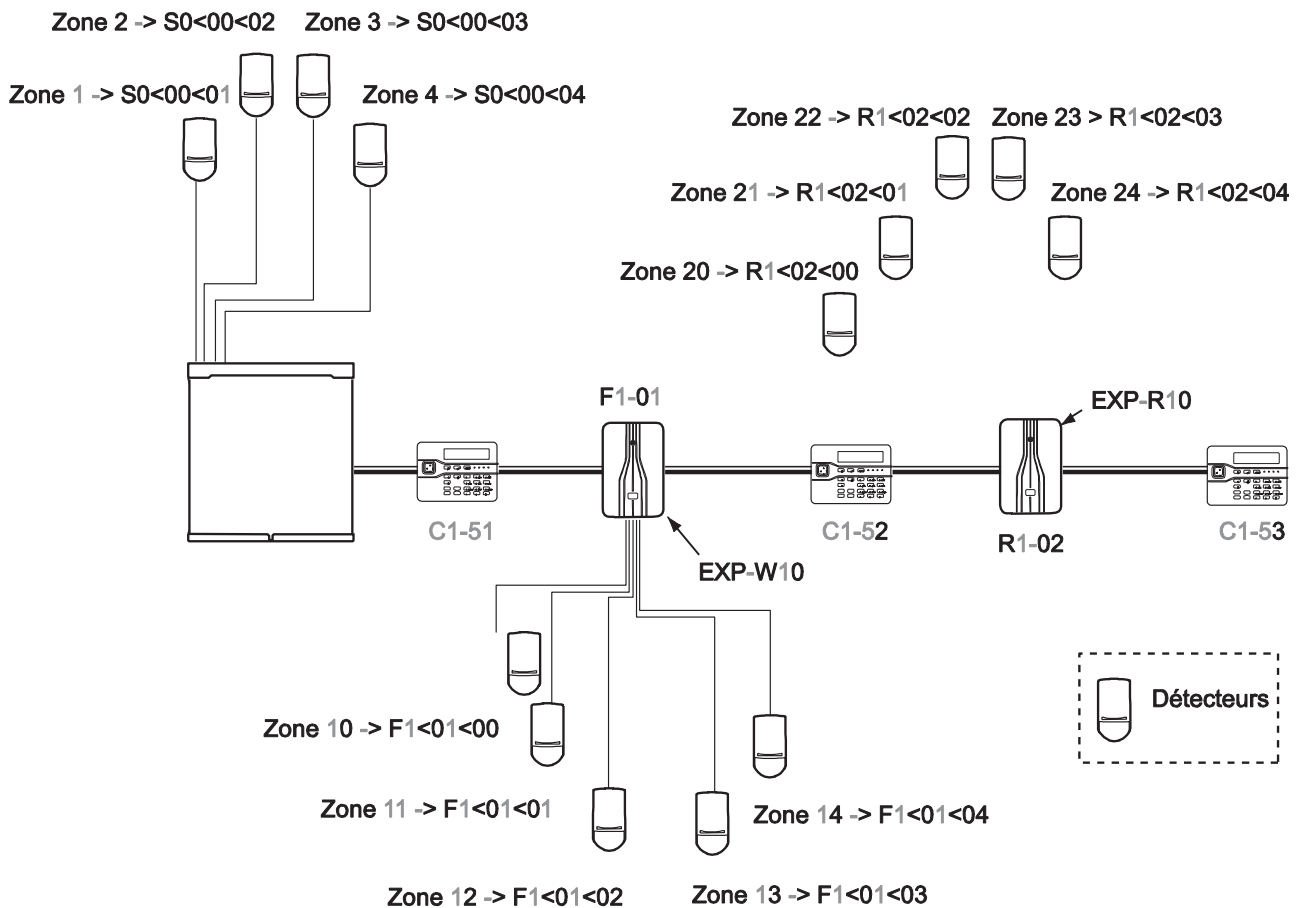 Zone 2 -> S0<00<02
Zone 3 -> S0<00<03
Zone 1 -> S0<00<01
Zone 4 -> S0<00<04
Zone 22 -> R1<02<02
Zone 23 > R1<02<03
Zone 21 -> R1<02<01
Zone 24 -> R1<02<04
Zone 20 -> R1<02<00
F1-01
EXP-R10
C1-51
C1-52
R1-02
C1-53
EXP-W10
Détecteurs
Zone 10 -> F1<01<00
Zone 11 -> F1<01<01
Zone 14 -> F1<01<04
Zone 12 -> F1<01<02
Zone 13 -> F1<01<03